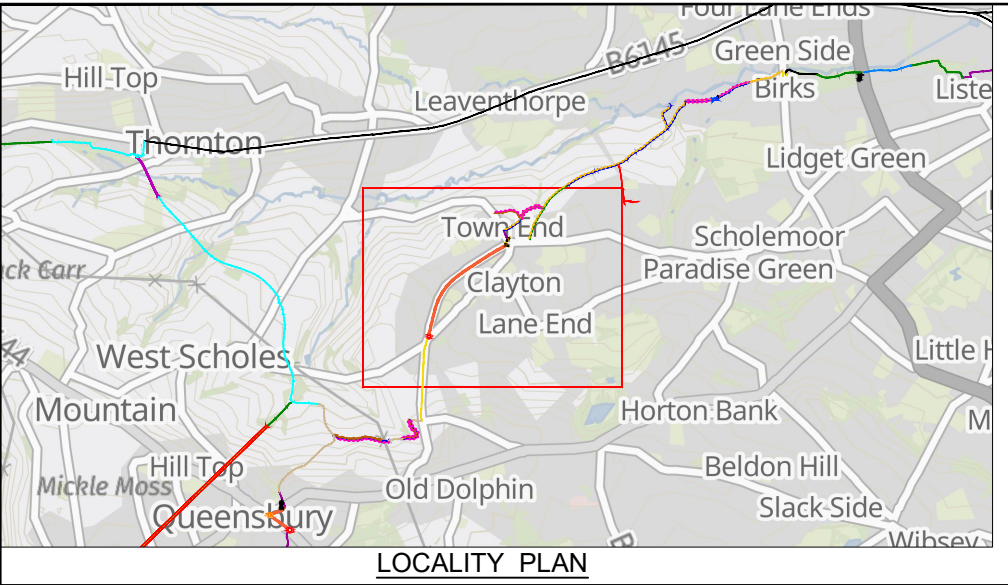 Four Lane Ends
B6145
Green Side
Hill Top
Birks
Liste
Leaventhorpe
Thornton
Lidget Green
Town End
Scholemoor
ck Carr
Paradise Green
Clayton
Lane End
44
West Scholes
Little H
Mountain
Horton Bank
M
Hill Top
Beldon Hill
Mickle Moss
Old Dolphin
Slack Side
Queensbury
Wibsey
LOCALITY PLAN